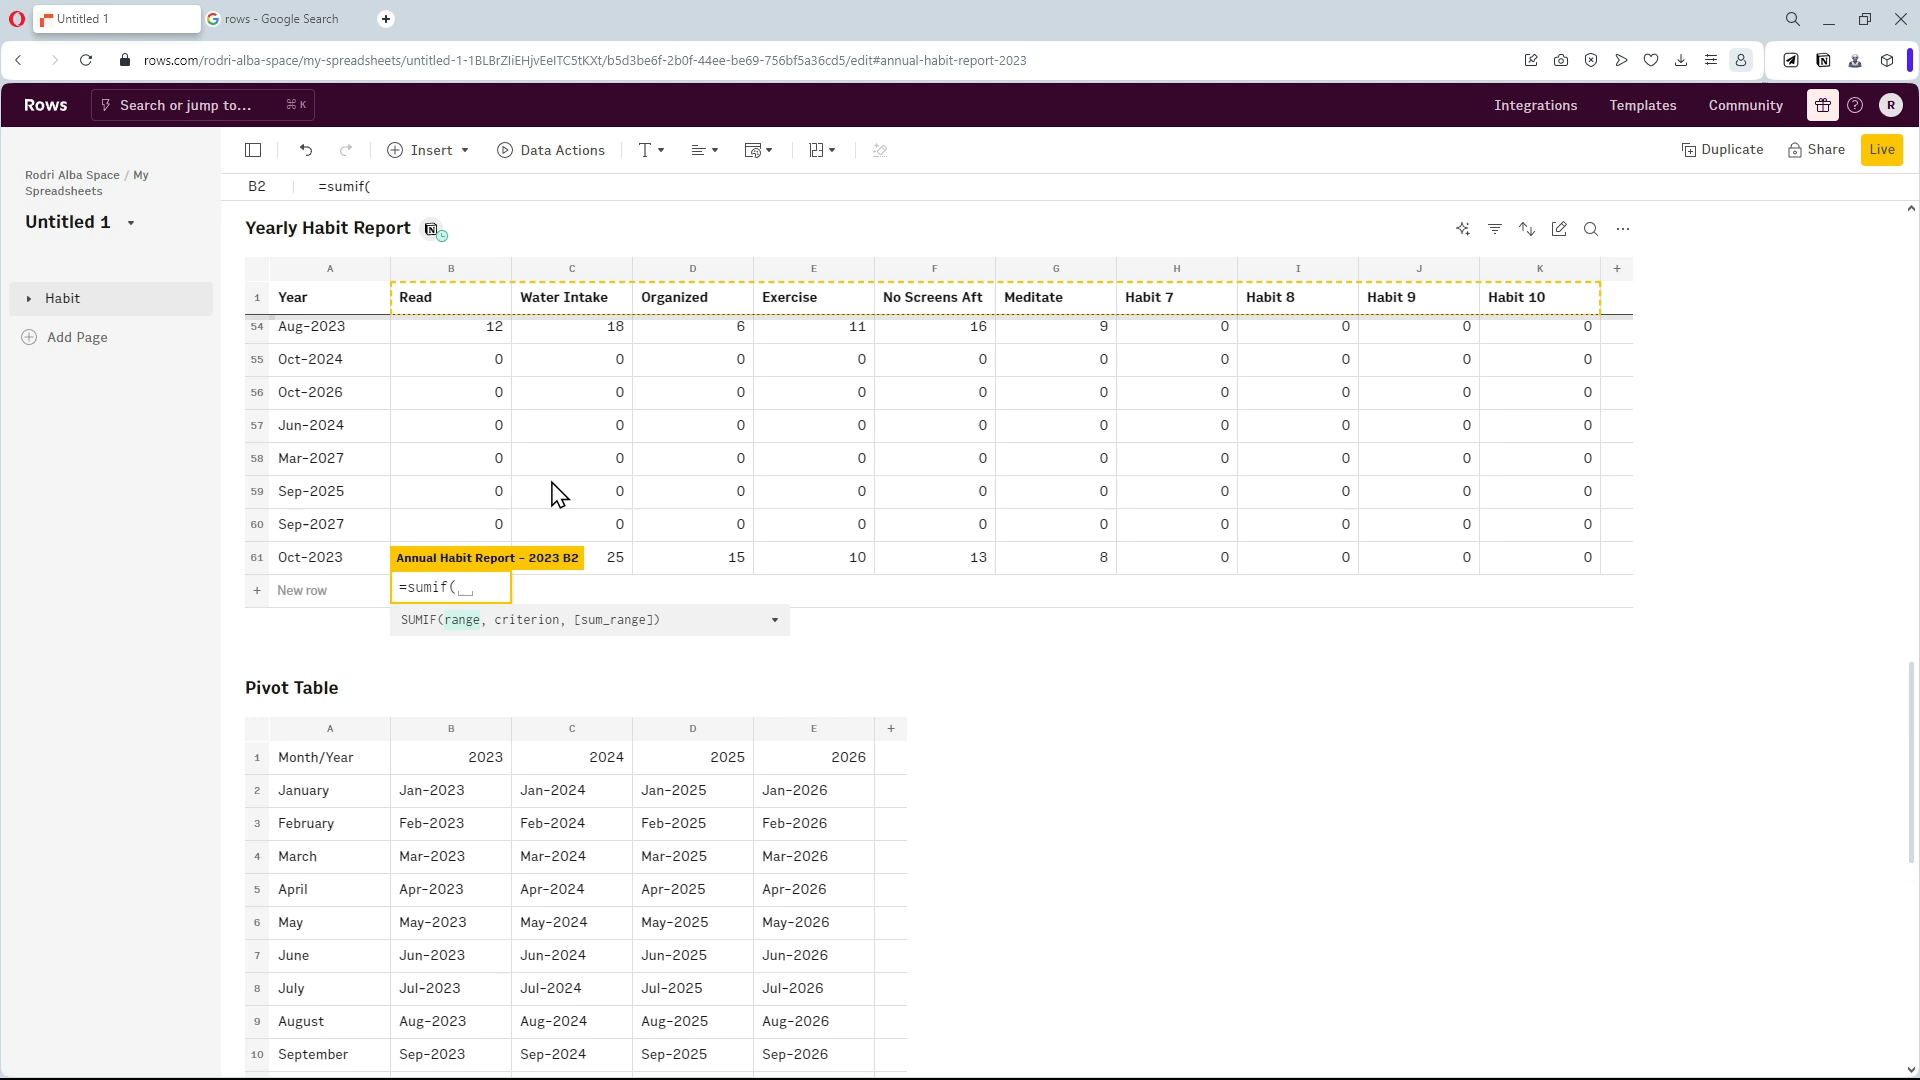 Untitled 1
rows - Google Search
rows.com/rodri-alba-space/my-spreadsheets/untitled-1-1BLBrZIiEHjvEeITC5tKXt/b5d3be6f-2b0f-44ee-be69-756bf5a36cd5/edit#annual-habit-report-2023
Rows Search or jump to... ⌘ K Integrations Templates Community R
Insert Data Actions Duplicate Share Live
Rodri Alba Space / My
Spreadsheets
Untitled 1
Habit
Add Page
B2 =sumif(
Yearly Habit Report
A B C D E F G H I J K +
1 Year Read Water Intake Organized Exercise No Screens Aft Meditate Habit 7 Habit 8 Habit 9 Habit 10
54 Aug-2023 12 18 6 11 16 9 0 0 0 0
55 Oct-2024 0 0 0 0 0 0 0 0 0 0
56 Oct-2026 0 0 0 0 0 0 0 0 0 0
57 Jun-2024 0 0 0 0 0 0 0 0 0 0
58 Mar-2027 0 0 0 0 0 0 0 0 0 0
59 Sep-2025 0 0 0 0 0 0 0 0 0 0
60 Sep-2027 0 0 0 0 0 0 0 0 0 0
61 Oct-2023 Annual Habit Report - 2023 B2 25 15 10 13 8 0 0 0 0
+ New row =sumif(
SUMIF(range, criterion, [sum_range])
Pivot Table
A B C D E +
1 Month/Year 2023 2024 2025 2026
2 January Jan-2023 Jan-2024 Jan-2025 Jan-2026
3 February Feb-2023 Feb-2024 Feb-2025 Feb-2026
4 March Mar-2023 Mar-2024 Mar-2025 Mar-2026
5 April Apr-2023 Apr-2024 Apr-2025 Apr-2026
6 May May-2023 May-2024 May-2025 May-2026
7 June Jun-2023 Jun-2024 Jun-2025 Jun-2026
8 July Jul-2023 Jul-2024 Jul-2025 Jul-2026
9 August Aug-2023 Aug-2024 Aug-2025 Aug-2026
10 September Sep-2023 Sep-2024 Sep-2025 Sep-2026